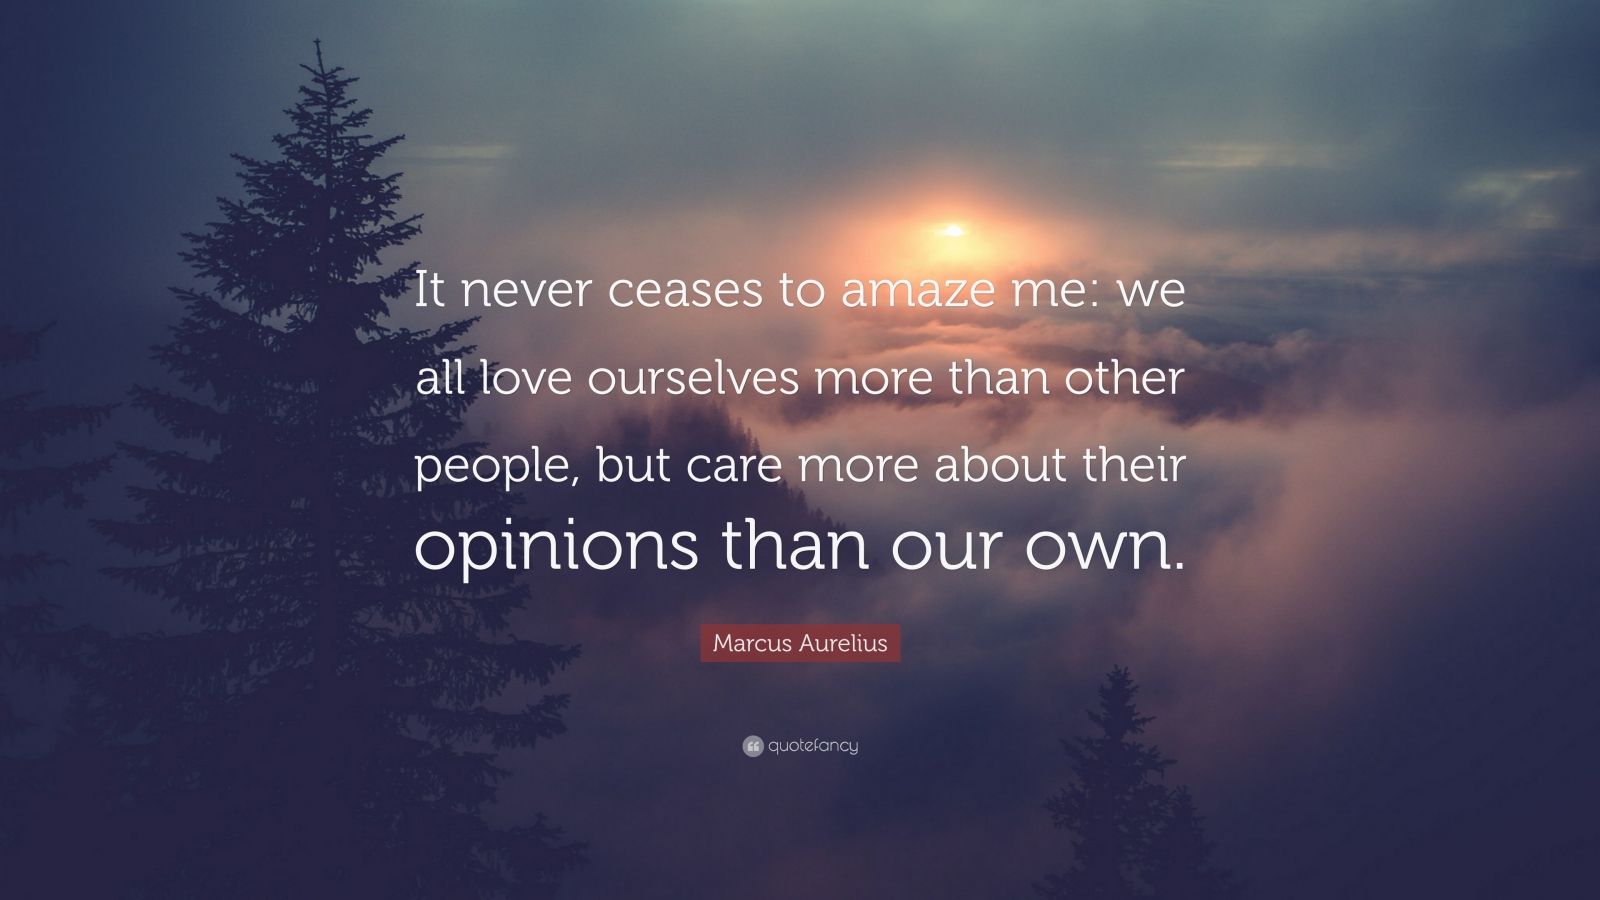 It never ceases to amaze me: we
all love ourselves more than other
people, but care more about their
opinions than our own.
Marcus Aurelius
quotefancy